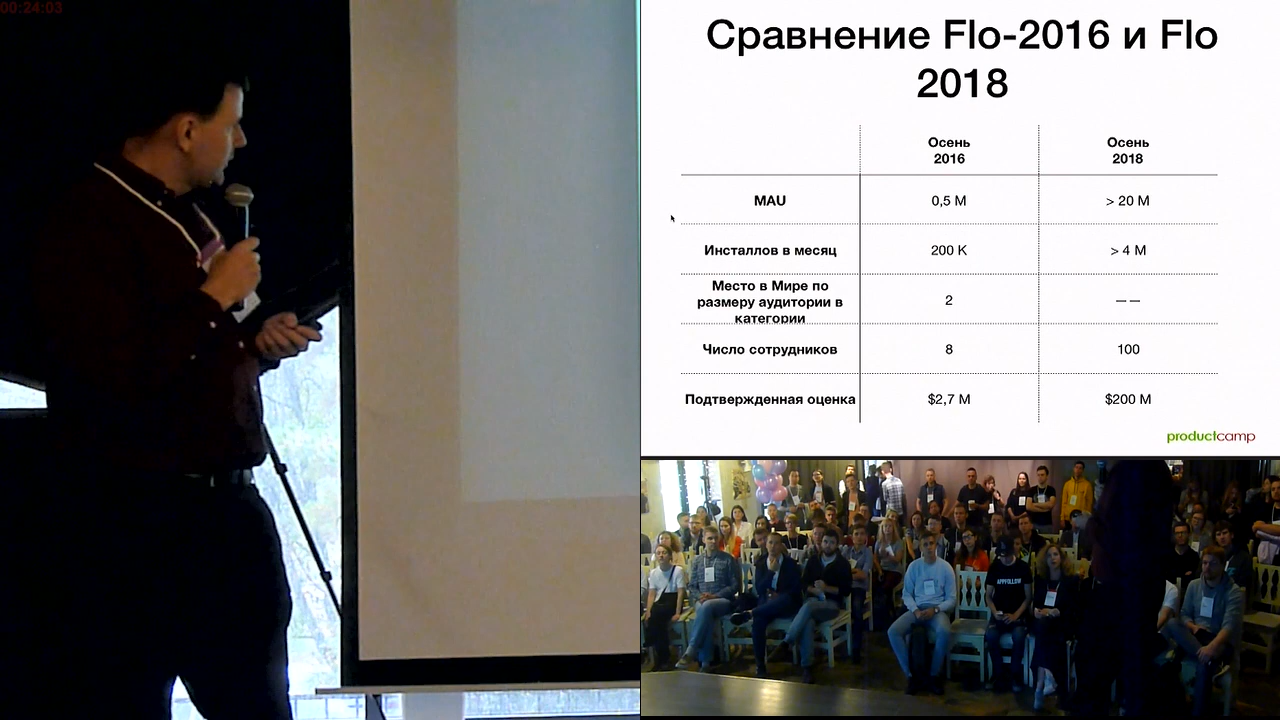 00:24:03
Сравнение Flo-2016 и Flo
2018
Осень
2016
Осень
2018
MAU
0,5 M
> 20 M
Инсталлов в месяц
200 K
> 4 M
Место в Мире по
размеру аудитории в
категории
2
— —
Число сотрудников
8
100
Подтвержденная оценка
$2,7 M
$200 M
productcamp
APPFOLLOW